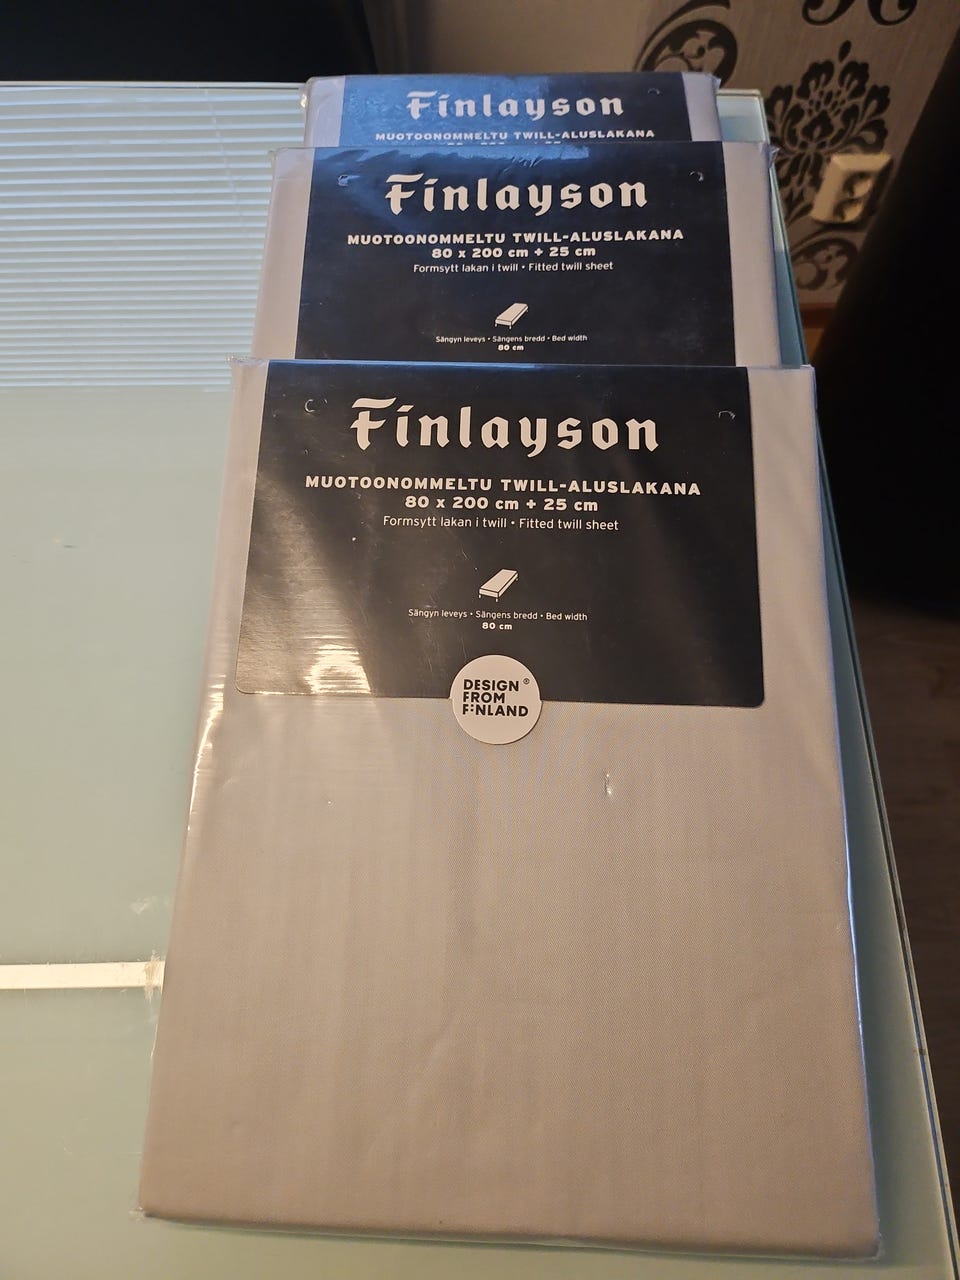 Finlayson
MUOTOONOMMELTU TWILL-ALUSLAKANA
Finlayson
MUOTOONOMMELTU TWILL-ALUSLAKANA
80 x 200 cm + 25 cm
Formsytt lakan i twill • Fitted twill sheet
Sängyn leveys • Sängens bredd • Bed width
80 cm
Finlayson
MUOTOONOMMELTU TWILL-ALUSLAKANA
80 x 200 cm + 25 cm
Formsytt lakan i twill • Fitted twill sheet
Sängyn leveys • Sängens bredd • Bed width
80 cm
DESIGN ®
FROM
FINLAND